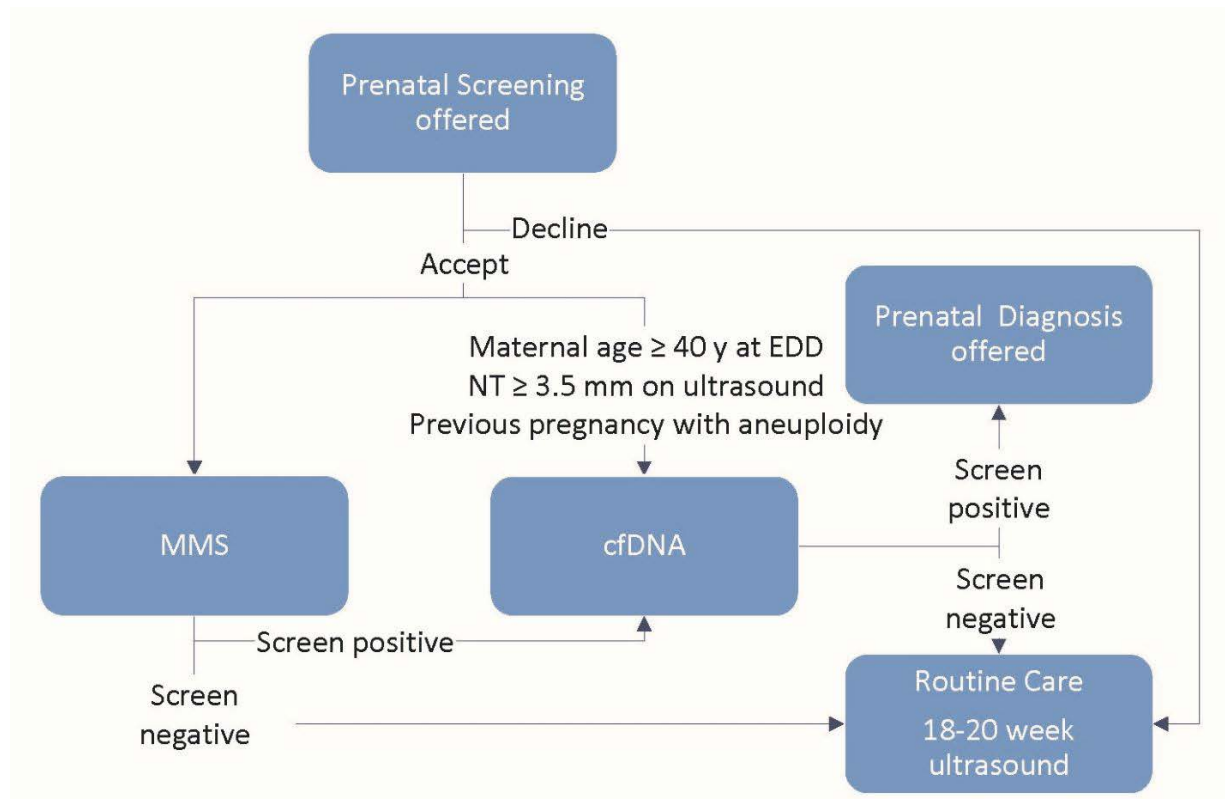 Prenatal Screening
offered
Decline
Accept
Maternal age ≥ 40 y at EDD
NT ≥ 3.5 mm on ultrasound
Previous pregnancy with aneuploidy
Prenatal Diagnosis
offered
MMS
cfDNA
Screen
positive
Screen
negative
Screen positive
Screen
negative
Routine Care
18-20 week
ultrasound